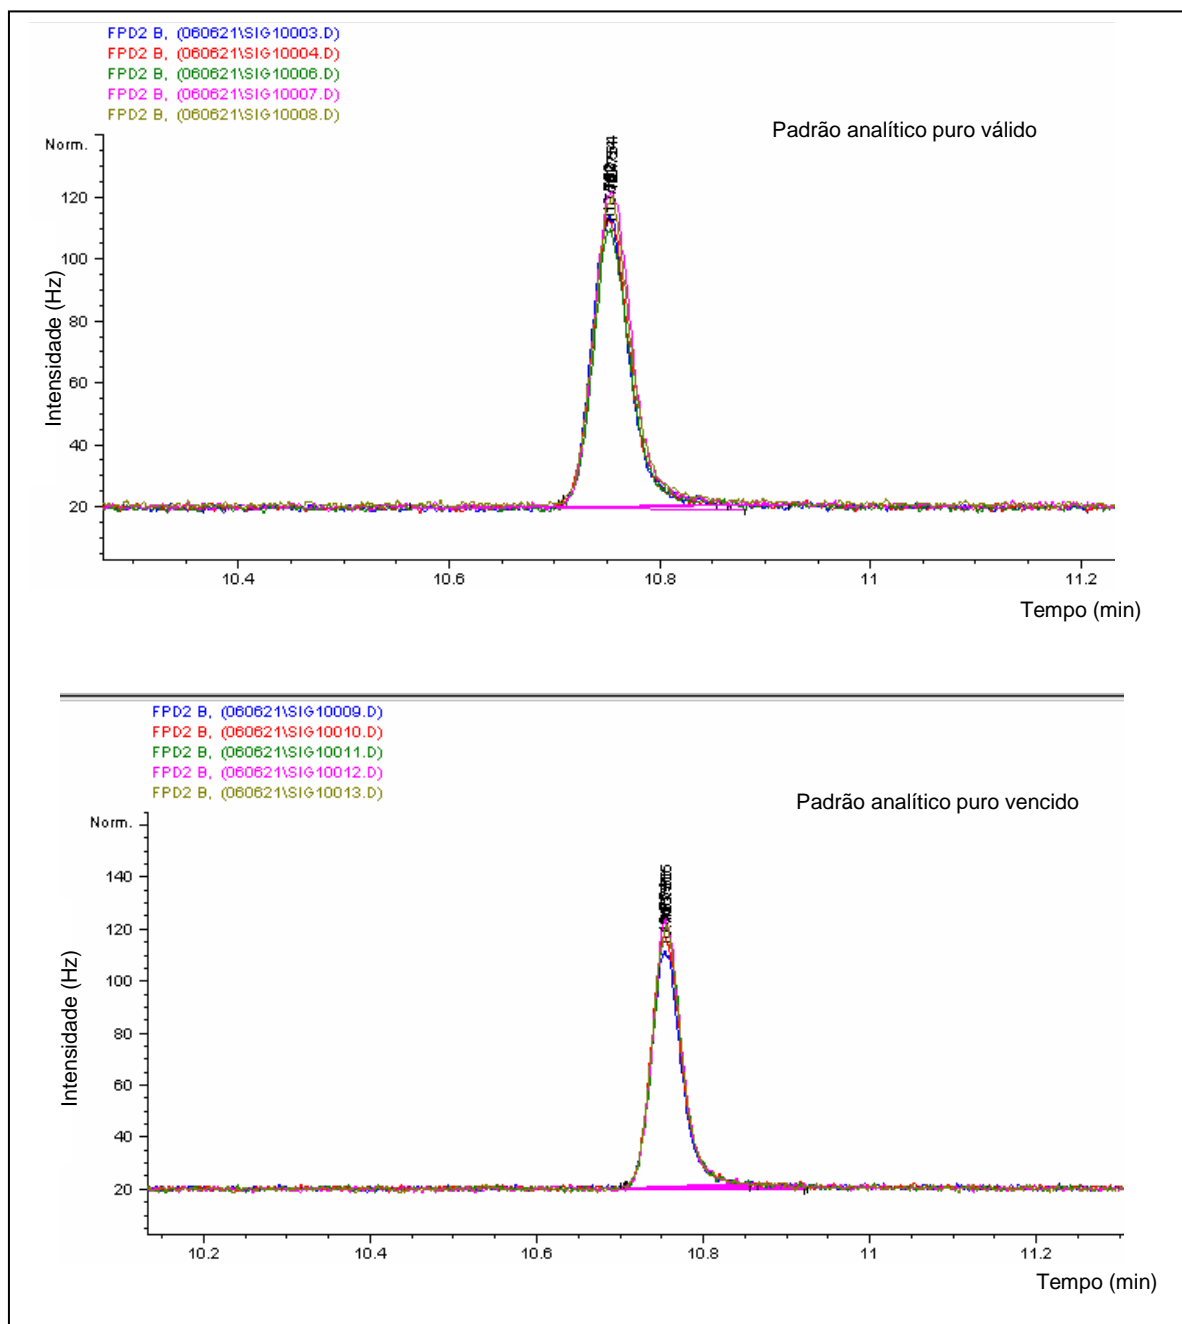 FPD2 B, (060621\SIG10003.D)
FPD2 B, (060621\SIG10004.D)
FPD2 B, (060621\SIG10006.D)
FPD2 B, (060621\SIG10007.D)
FPD2 B, (060621\SIG10008.D)
Padrão analítico puro válido
Norm.
120
100
80
60
40
20
Intensidade (Hz)
10.4 10.6 10.8 11 11.2
Tempo (min)
FPD2 B, (060621\SIG10009.D)
FPD2 B, (060621\SIG10010.D)
FPD2 B, (060621\SIG10011.D)
FPD2 B, (060621\SIG10012.D)
FPD2 B, (060621\SIG10013.D)
Padrão analítico puro vencido
Norm.
140
120
100
80
60
40
20
Intensidade (Hz)
10.2 10.4 10.6 10.8 11 11.2
Tempo (min)